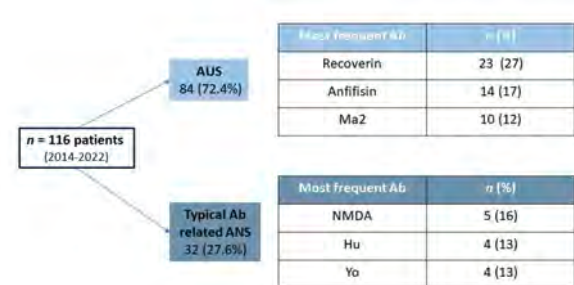 Most frequent Ab n (%)
AUS
84 (72.4%)
Recoverin 23 (27)
Anfifisin 14 (17)
Ma2 10 (12)
n = 116 patients
(2014-2022)
Most frequent Ab n (%)
Typical Ab
related ANS
32 (27.6%)
NMDA 5 (16)
Hu 4 (13)
Yo 4 (13)